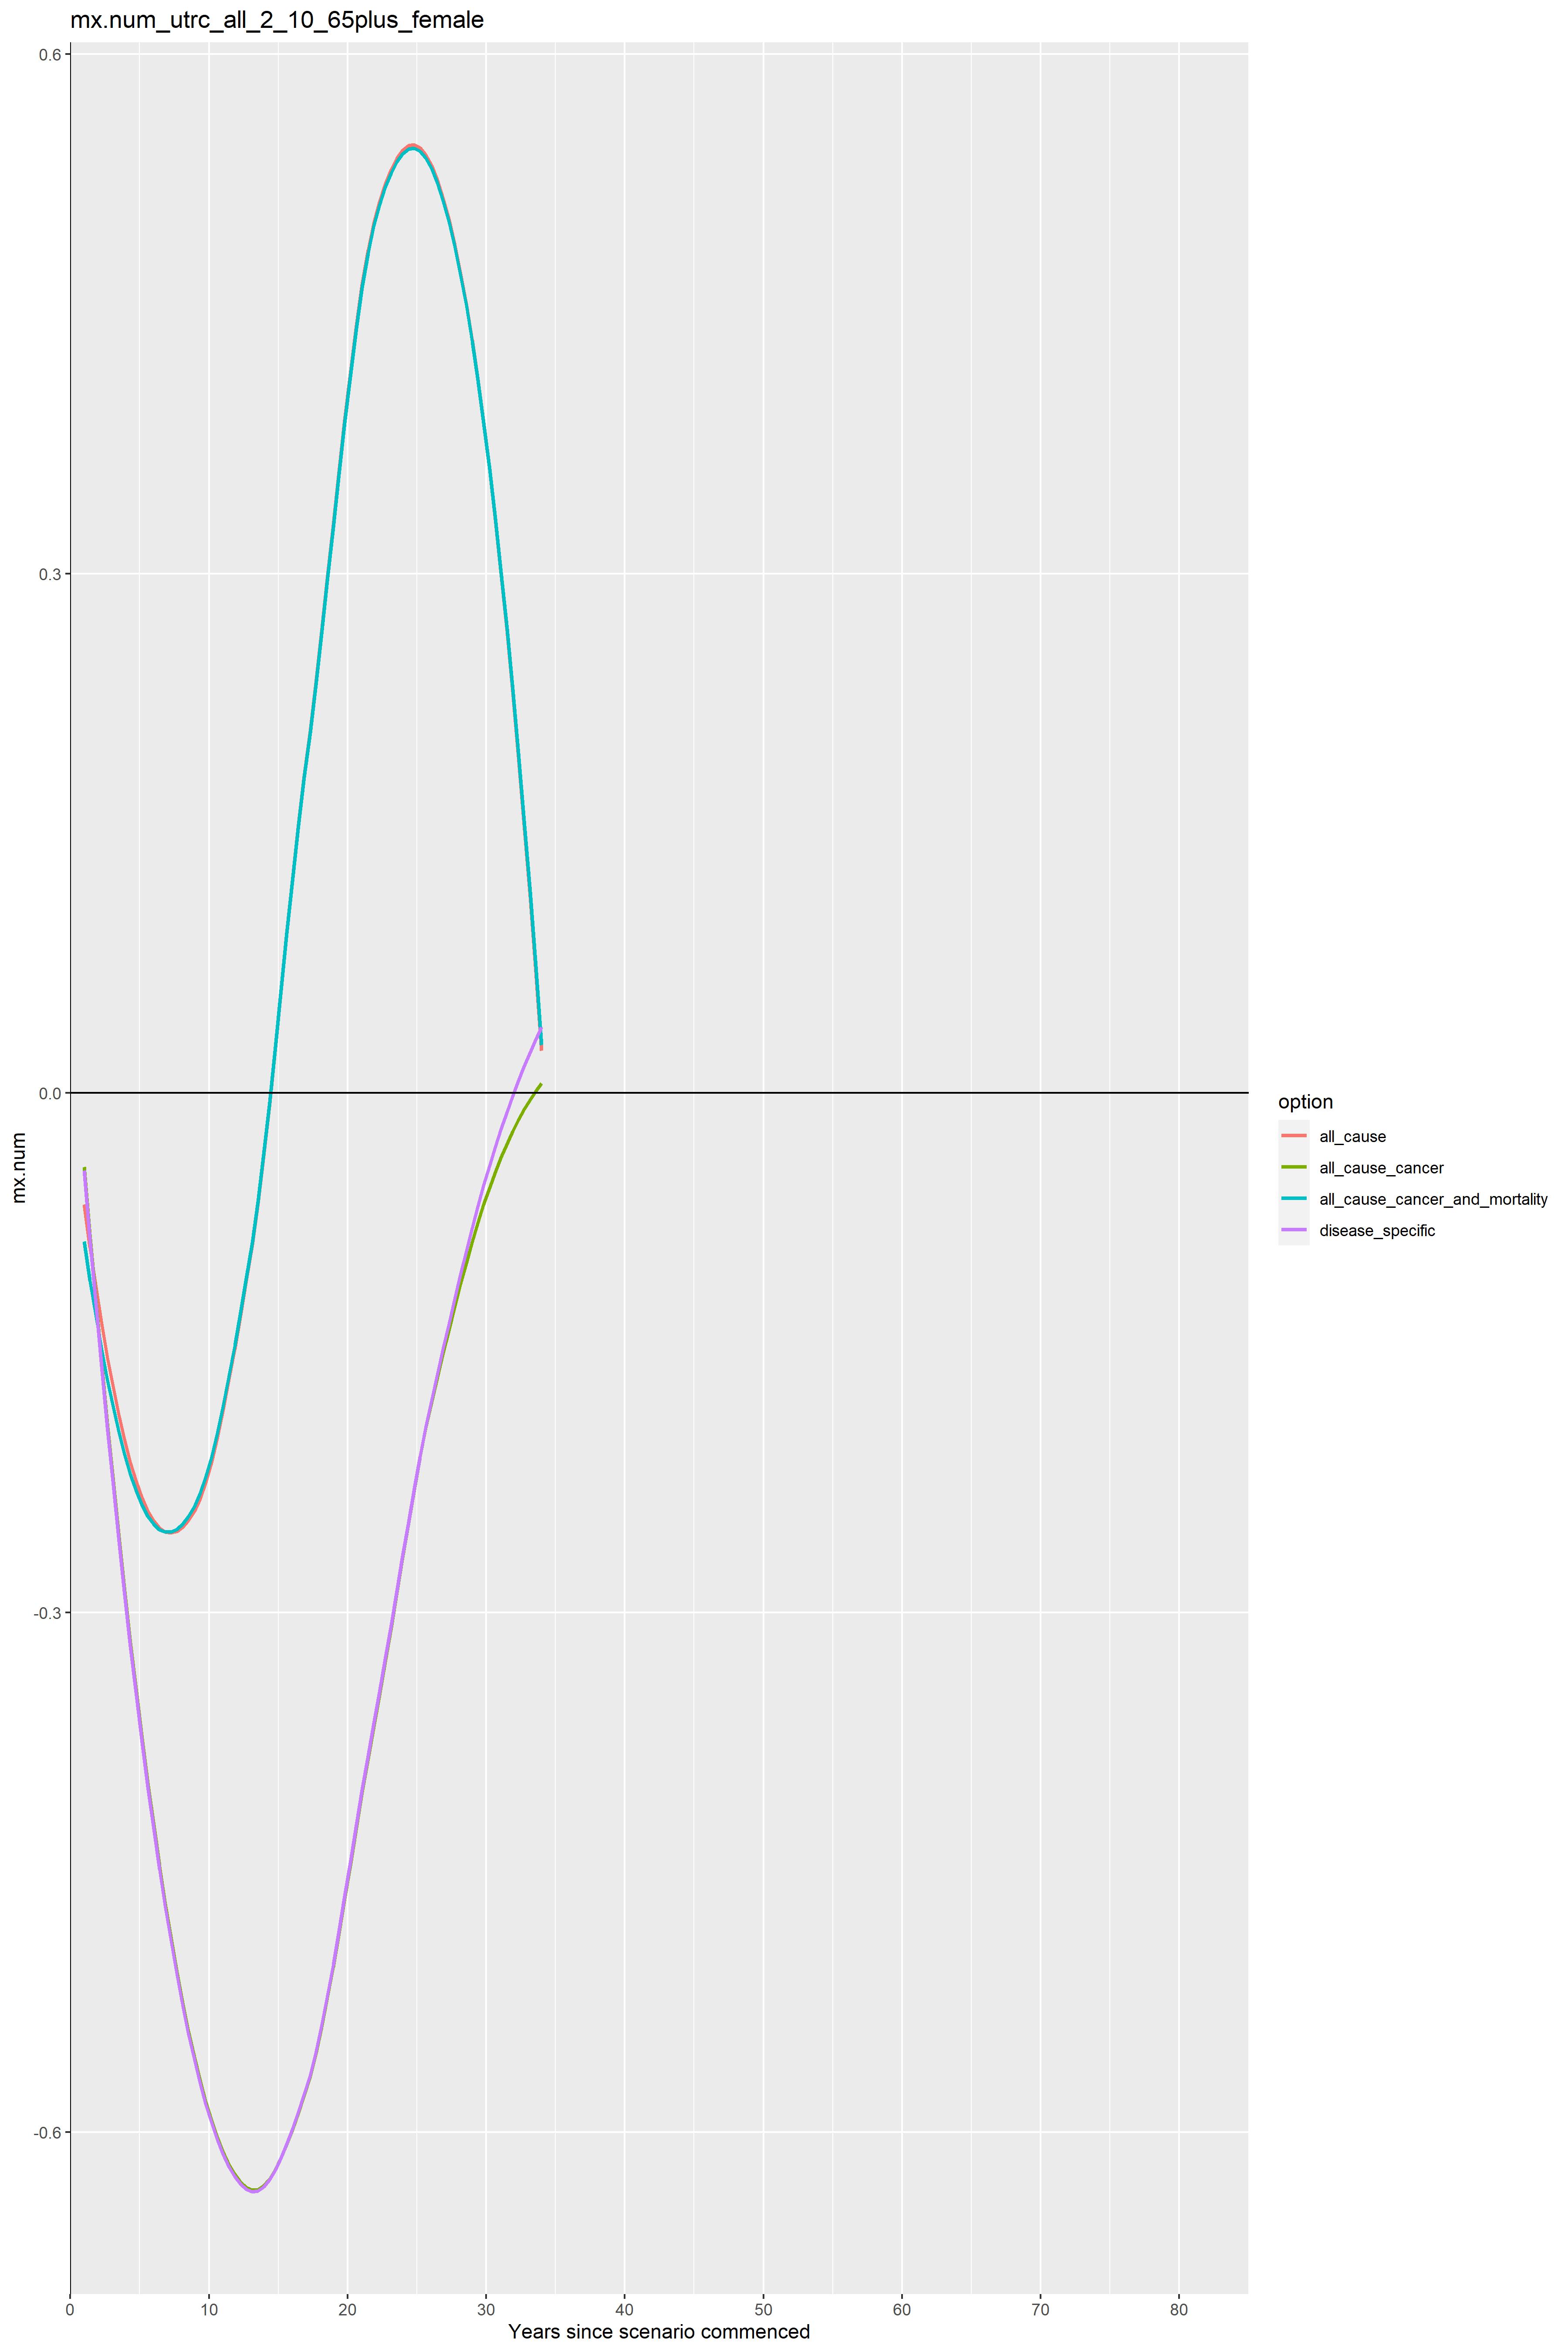 mx.num_utrc_all_2_10_65plus_female
0.6
0.3
0.0
-0.3
-0.6
mx.num
0 10 20 30 40 50 60 70 80
Years since scenario commenced
option
all_cause
all_cause_cancer
all_cause_cancer_and_mortality
disease_specific